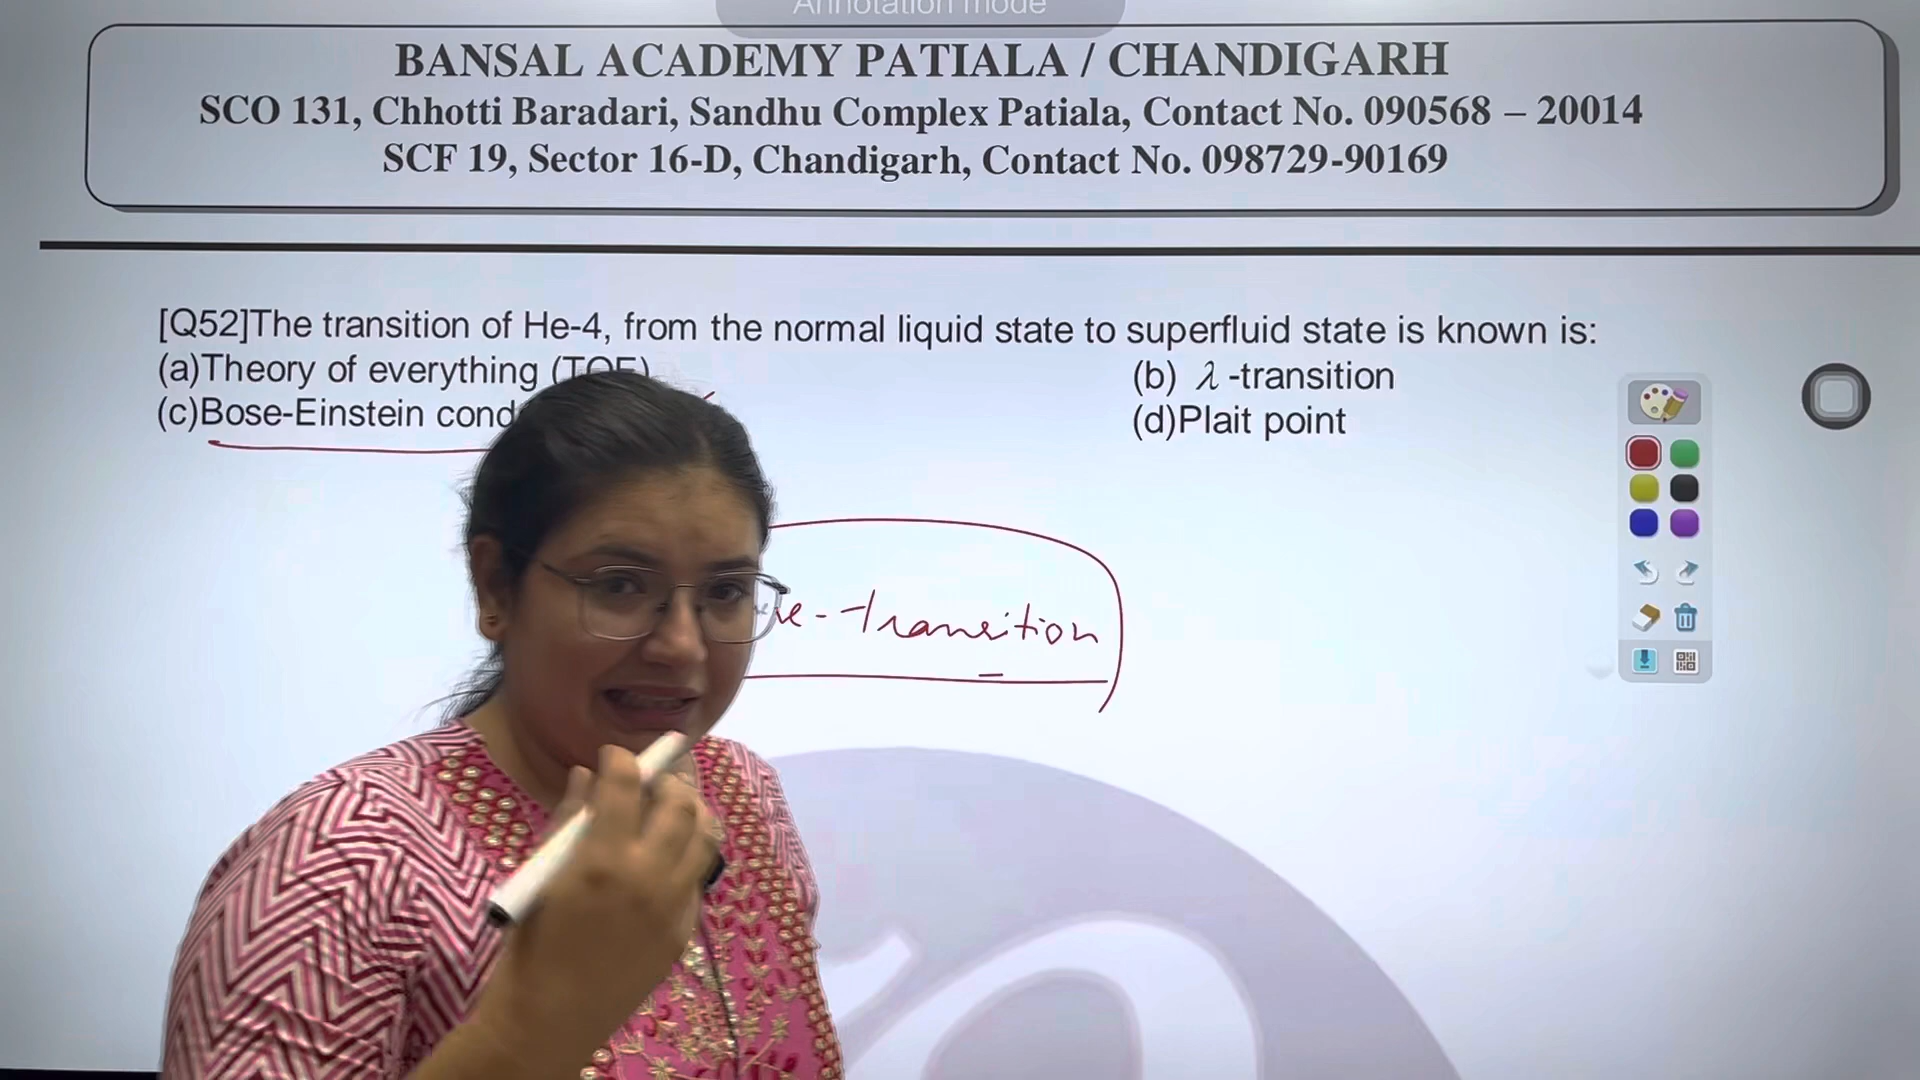 Annotation mode
BANSAL ACADEMY PATIALA / CHANDIGARH
SCO 131, Chhotti Baradari, Sandhu Complex Patiala, Contact No. 090568 – 20014
SCF 19, Sector 16-D, Chandigarh, Contact No. 098729-90169
[Q52]The transition of He-4, from the normal liquid state to superfluid state is known is:
(a)Theory of everything (TOE)
(b) λ -transition
(c)Bose-Einstein
(d)Plait point
-transition